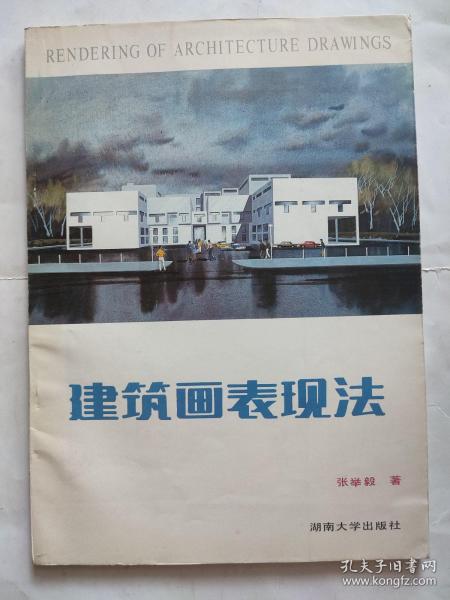 RENDERING OF ARCHITECTURE DRAWINGS
建筑画表现法
张举毅 著
湖南大学出版社
孔夫子旧书网
www.kongfz.com